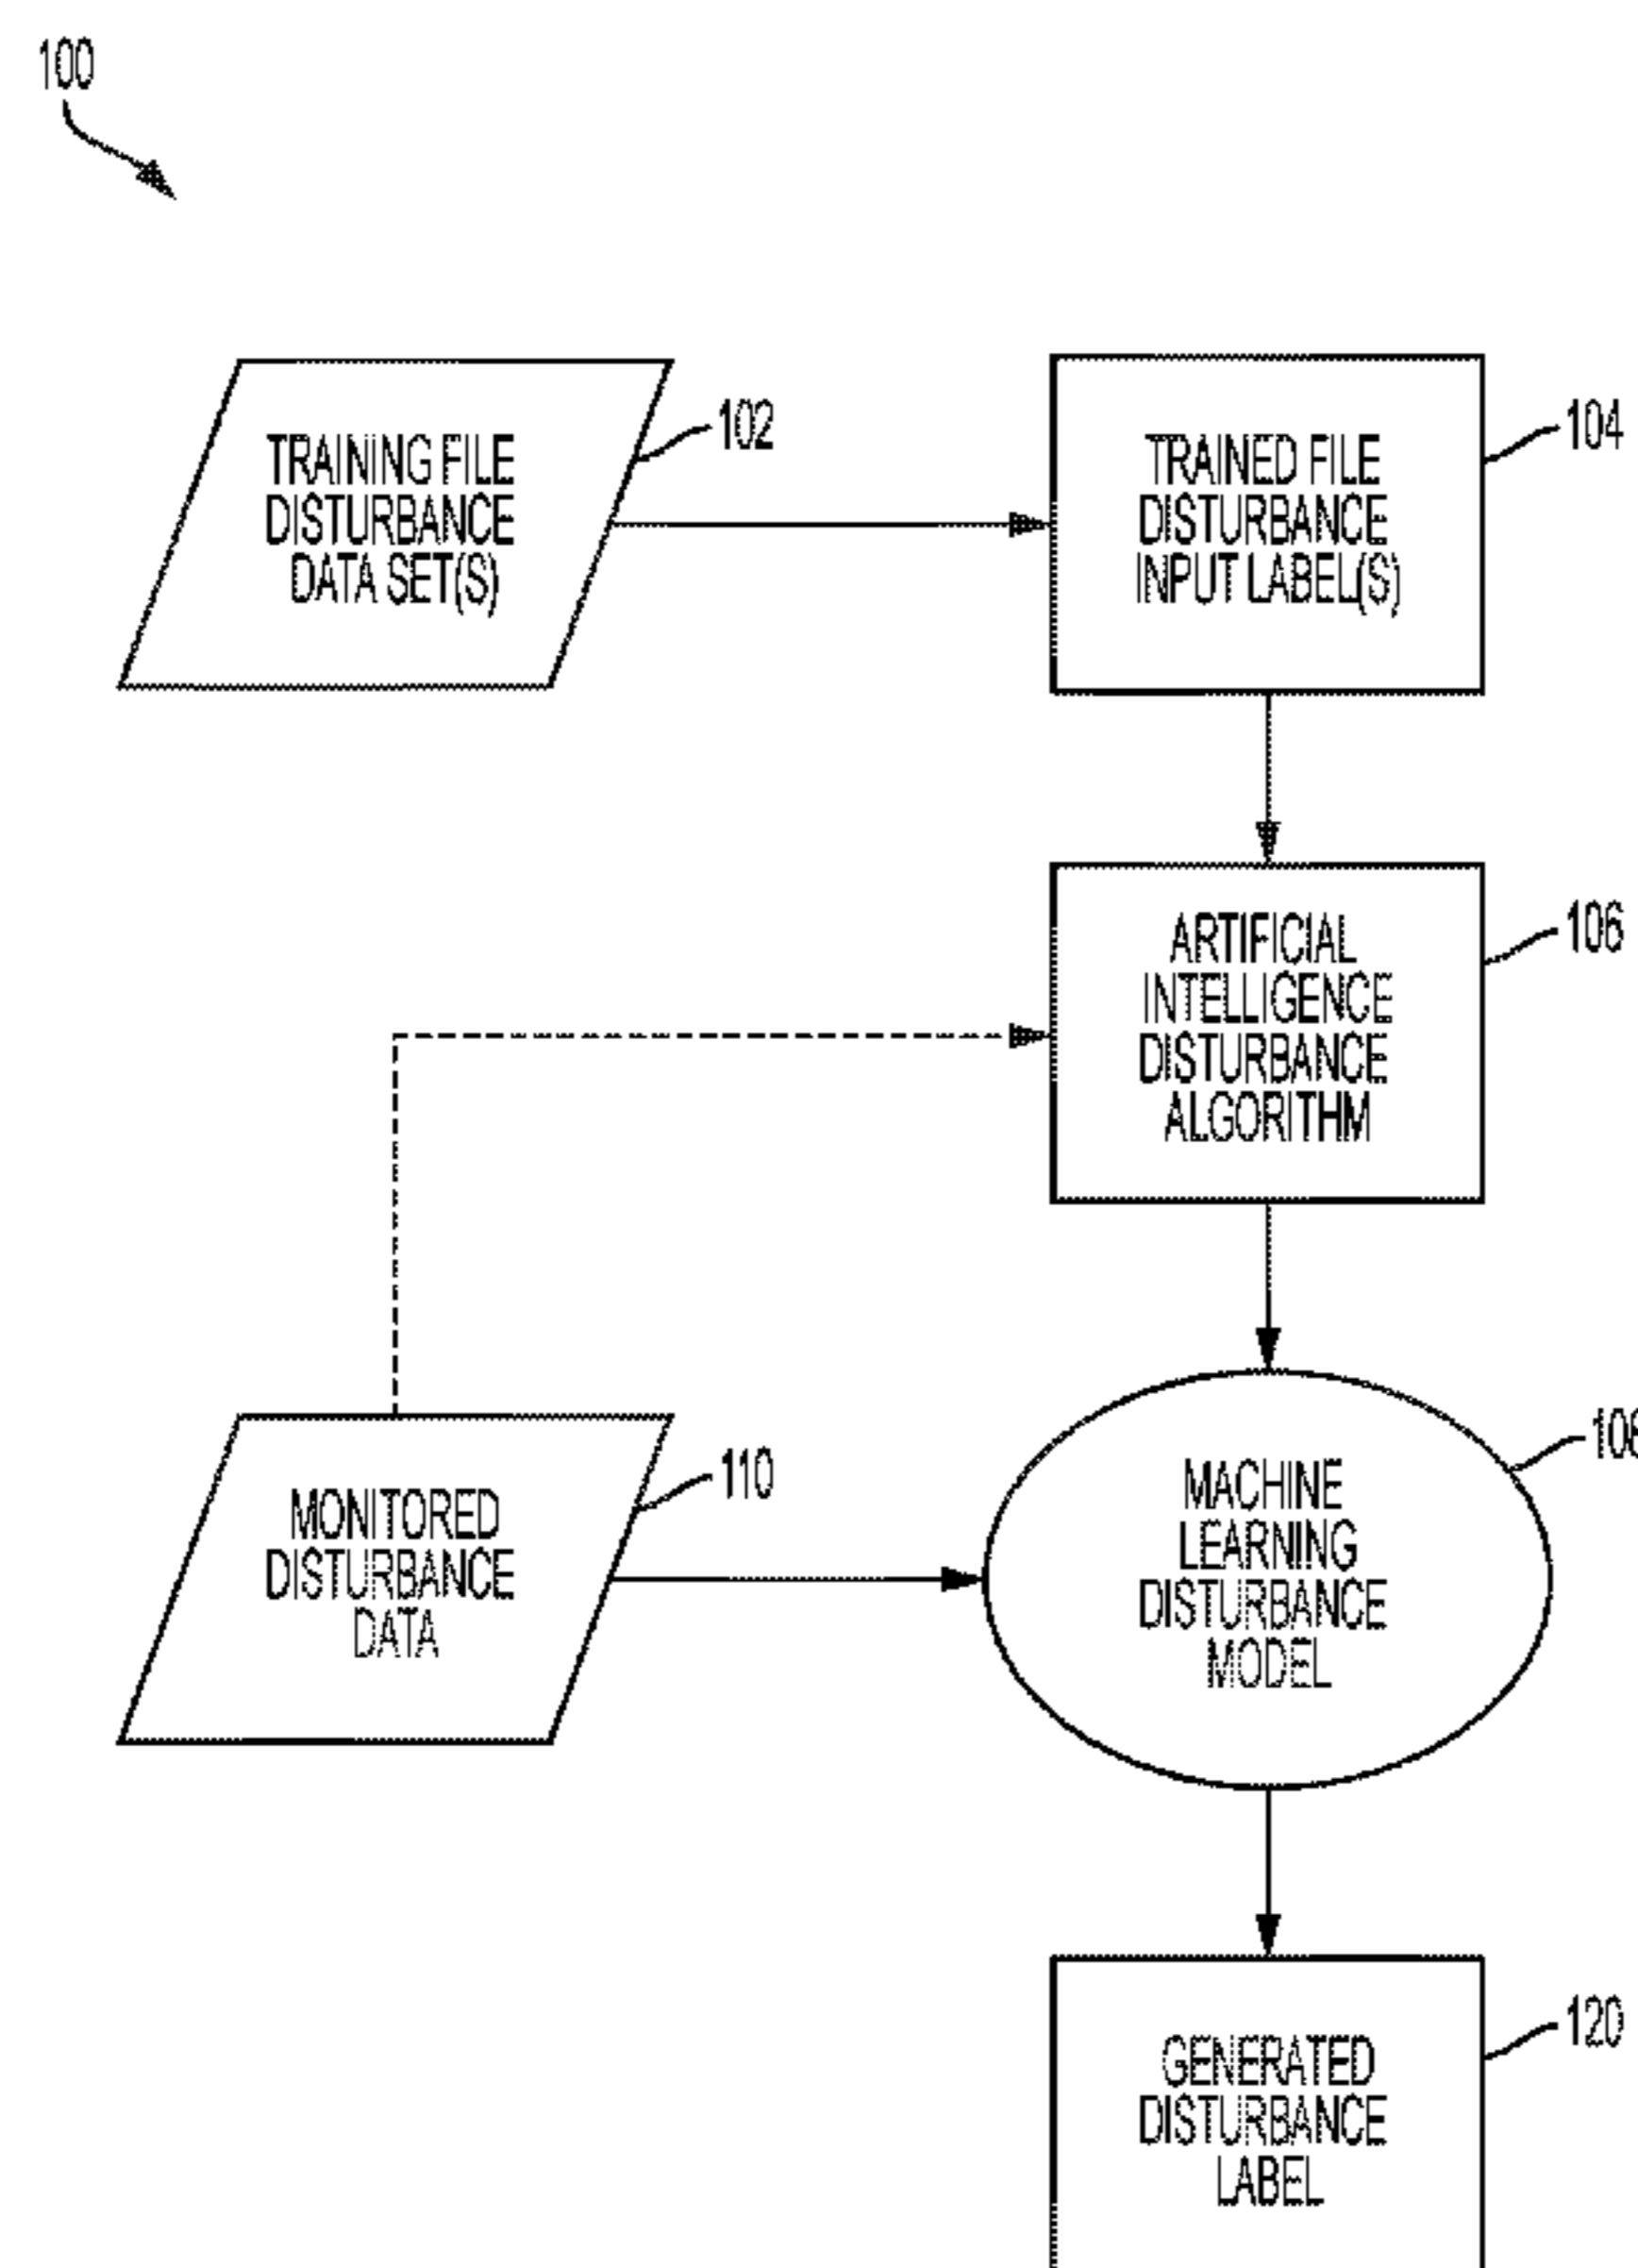 100
TRAINING FILE
DISTURBANCE
DATA SET(S)
102
TRAINED FILE
DISTURBANCE
INPUT LABEL(S)
104
ARTIFICIAL
INTELLIGENCE
DISTURBANCE
ALGORITHM
106
MONITORED
DISTURBANCE
DATA
110
MACHINE
LEARNING
DISTURBANCE
MODEL
GENERATED
DISTURBANCE
LABEL
120